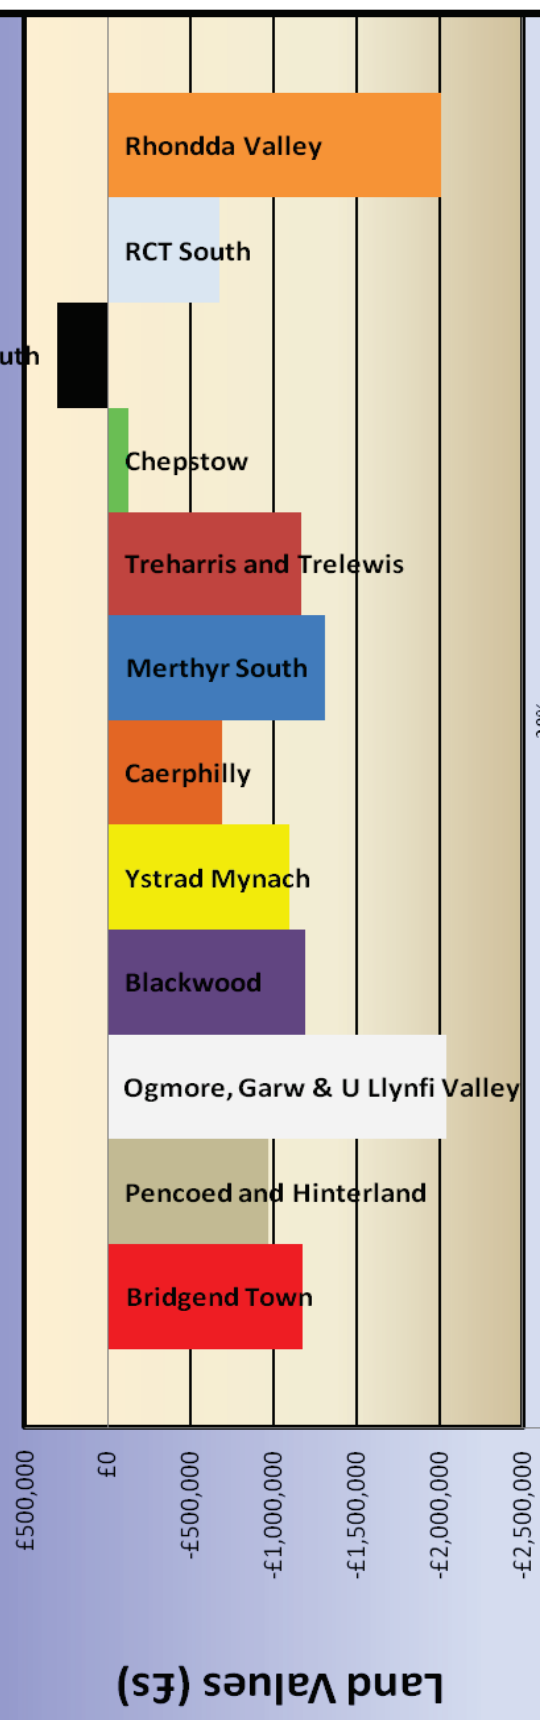 Rhondda Valley
RCT South
uth
Chepstow
Treharris and Trelewis
Merthyr South
Caerphilly
Ystrad Mynach
Blackwood
Ogmore, Garw & U Llynfi Valley
Pencoed and Hinterland
Bridgend Town
£500,000
£0
-£500,000
-£1,000,000
-£1,500,000
-£2,000,000
-£2,500,000
Land Values (£s)